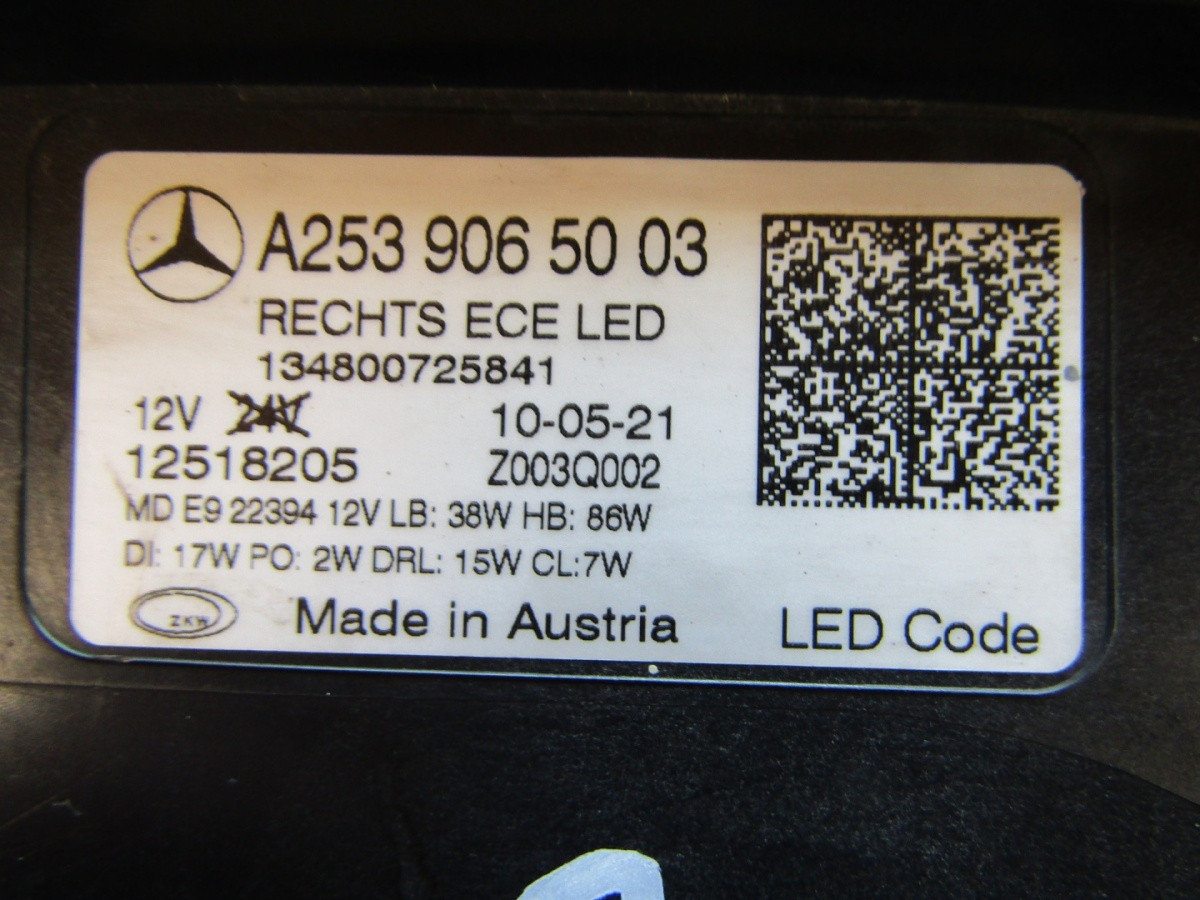 A253 906 50 03
RECHTS ECE LED
134800725841
12V 24V 10-05-21
12518205 Z003Q002
MD E9 22394 12V LB: 38W HB: 86W
DI: 17W PO: 2W DRL: 15W CL:7W
ZKW Made in Austria LED Code